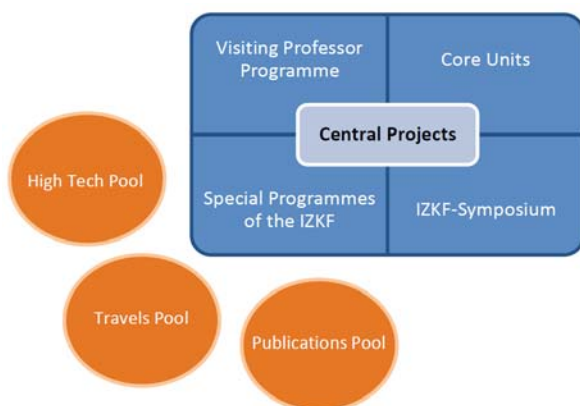 Visiting Professor
Programme
Core Units
Central Projects
Special Programmes
of the IZKF
IZKF-Symposium
High Tech Pool
Travels Pool
Publications Pool